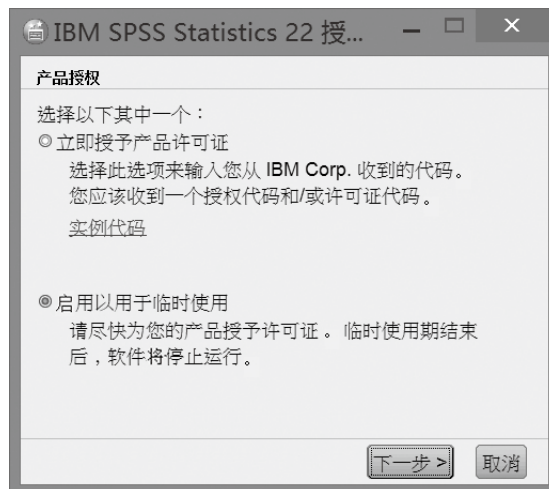 IBM SPSS Statistics 22 授...
产品授权
选择以下其中一个：
立即授予产品许可证
选择此选项来输入您从 IBM Corp. 收到的代码。
您应该收到一个授权代码和/或许可证代码。
实例代码
启用以用于临时使用
请尽快为您的产品授予许可证。临时使用期结束
后，软件将停止运行。
下一步 >
取消